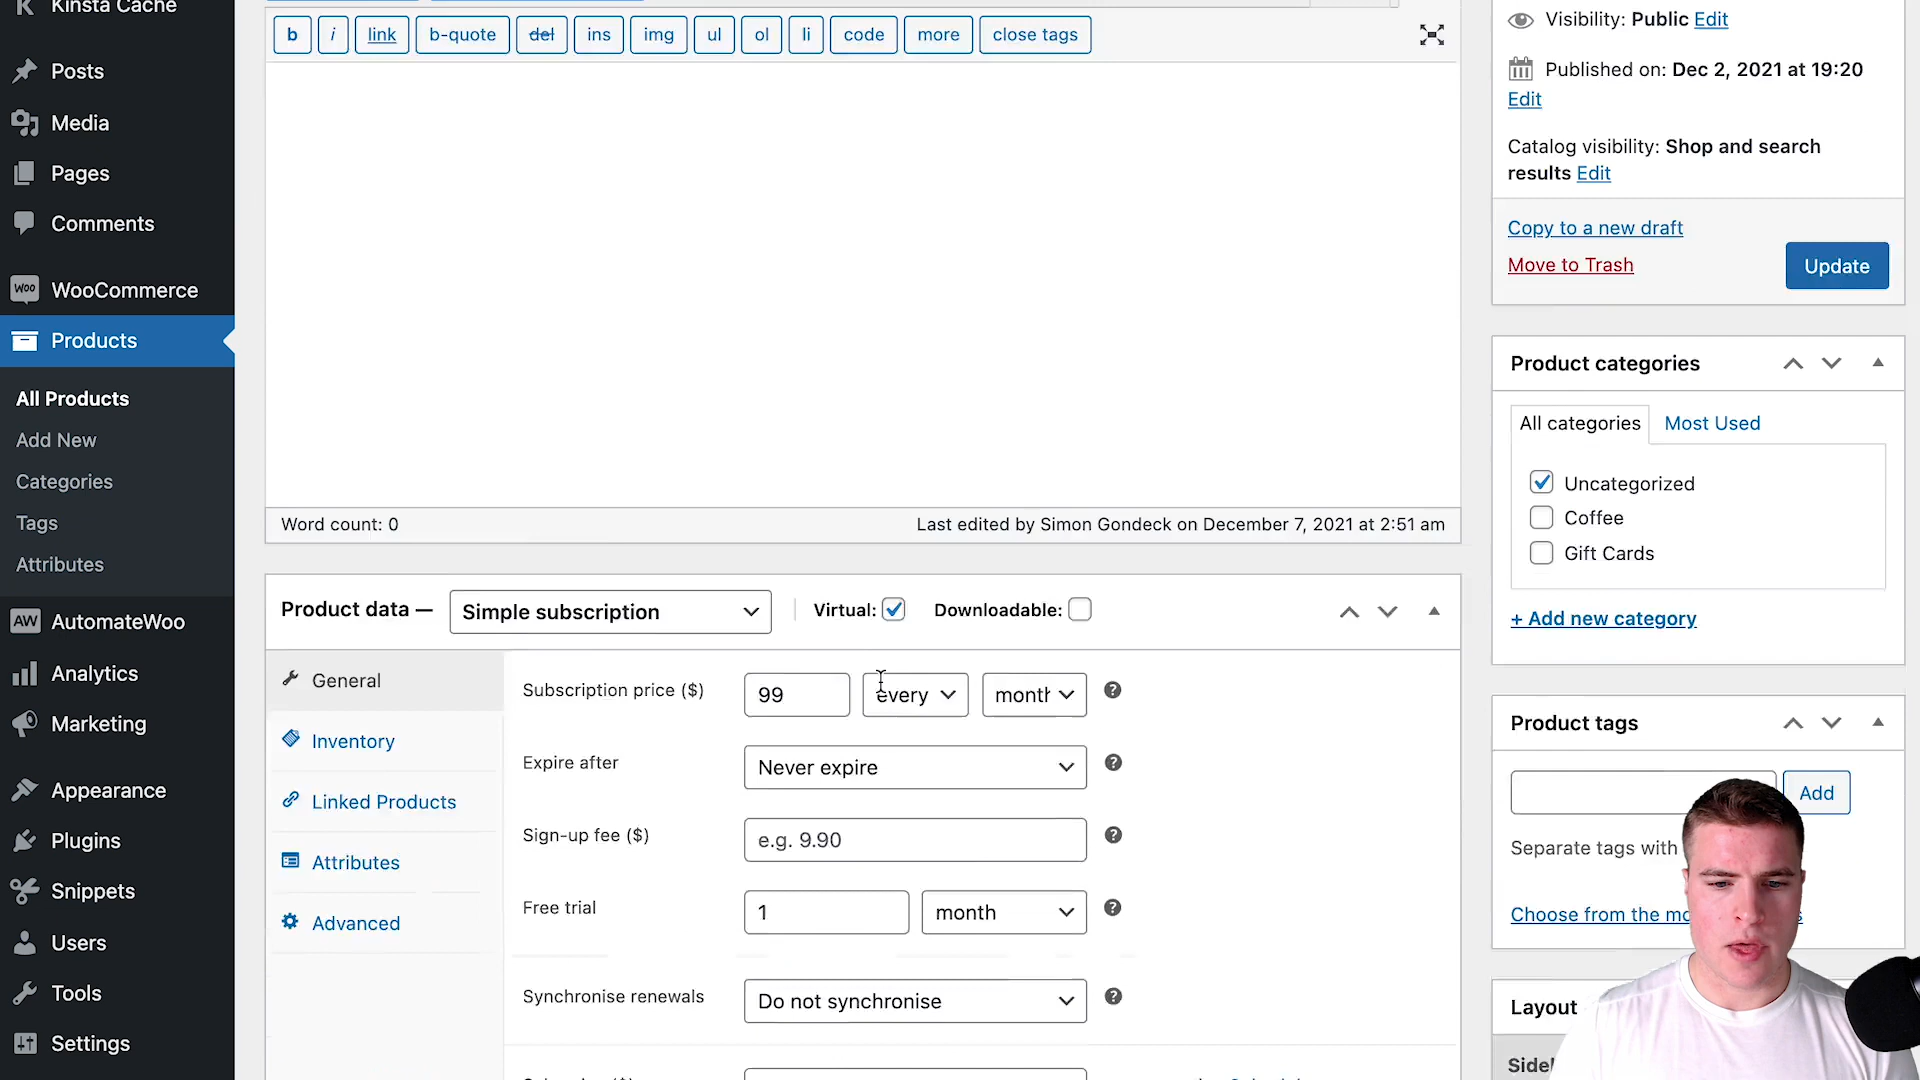 Kinsta Cache
Posts
Media
Pages
Comments
WooCommerce
Products
All Products
Add New
Categories
Tags
Attributes
AW AutomateWoo
Analytics
Marketing
Appearance
Plugins
Snippets
Users
Tools
Settings
b i link b-quote del ins img ul ol li code more close tags
Word count: 0
Last edited by Simon Gondeck on December 7, 2021 at 2:51 am
Product data — Simple subscription Virtual: Downloadable:
General
Inventory
Linked Products
Attributes
Advanced
Subscription price ($) 99 every month
Expire after Never expire
Sign-up fee ($) e.g. 9.90
Free trial 1 month
Synchronise renewals Do not synchronise
Visibility: Public Edit
Published on: Dec 2, 2021 at 19:20
Edit
Catalog visibility: Shop and search
results Edit
Copy to a new draft
Move to Trash
Update
Product categories
All categories Most Used
Uncategorized
Coffee
Gift Cards
+ Add new category
Product tags
Add
Separate tags with
Choose from the
Layout